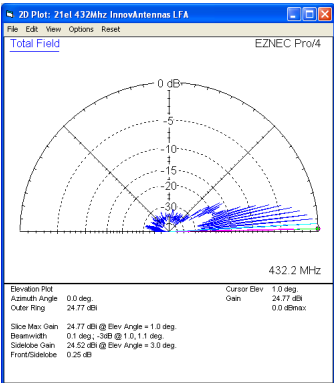 2D Plot: 21el 432Mhz InnovAntennas LFA
File Edit View Options Reset
Total Field EZNEC Pro/4
0 dB
-5
-10
-15
-20
-30
432.2 MHz
Elevation Plot Cursor Elev 1.0 deg.
Azimuth Angle 0.0 deg. Gain 24.77 dBi
Outer Ring 24.77 dBi 0.0 dBmax
Slice Max Gain 24.77 dBi @ Elev Angle = 1.0 deg.
Beamwidth 0.1 deg.; -3dB @ 1.0, 1.1 deg.
Sidelobe Gain 24.52 dBi @ Elev Angle = 3.0 deg.
Front/Sidelobe 0.25 dB